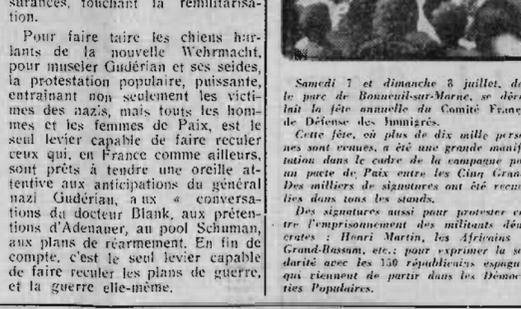 surances, touchant la remilitarisa-
tion.
Pour faire taire les chiens hur-
lants de la nouvelle Wehrmacht,
pour museler Gudérian et ses seides,
la protestation populaire, puissante,
entraînant non seulement les victi-
mes des nazis, mais touts les hom-
mes et les femmes de Paix, est le
seul levier capable de faire reculer
ceux qui, en France comme ailleurs,
sont prêts à tendre une oreille at-
tentive aux anticipations du général
nazi Gudérian, aux « conversa-
tions du docteur Blank, aux préten-
tions d'Adenauer, au pool Schuman,
aux plans de réarmement. En fin de
compte, c'est le seul levier capable
de faire reculer les plans de guerre,
et la guerre elle-même.
Samedi 7 et dimanche 8 juillet, da
le parc de Bonneuil-sur-Marne, se déro
lait la fête annuelle du Comité Franç
de Défense des Immigrés.
Cette fête, où plus de dix mille perso
nes sont venues, a été une grande manif
tation dans le cadre de la campagne po
un pacte de Paix entre les Cinq Grand
Des milliers de signatures ont été recue
lies dans tous les stands.
Des signatures aussi pour protester co
tre l'emprisonnement des militants dém
crates : Henri Martin, les Africains
Grand-Bassam, etc.; pour exprimer la so
darité avec les 150 républicains espagno
qui viennent de partir dans les Démoc
ties Populaires.